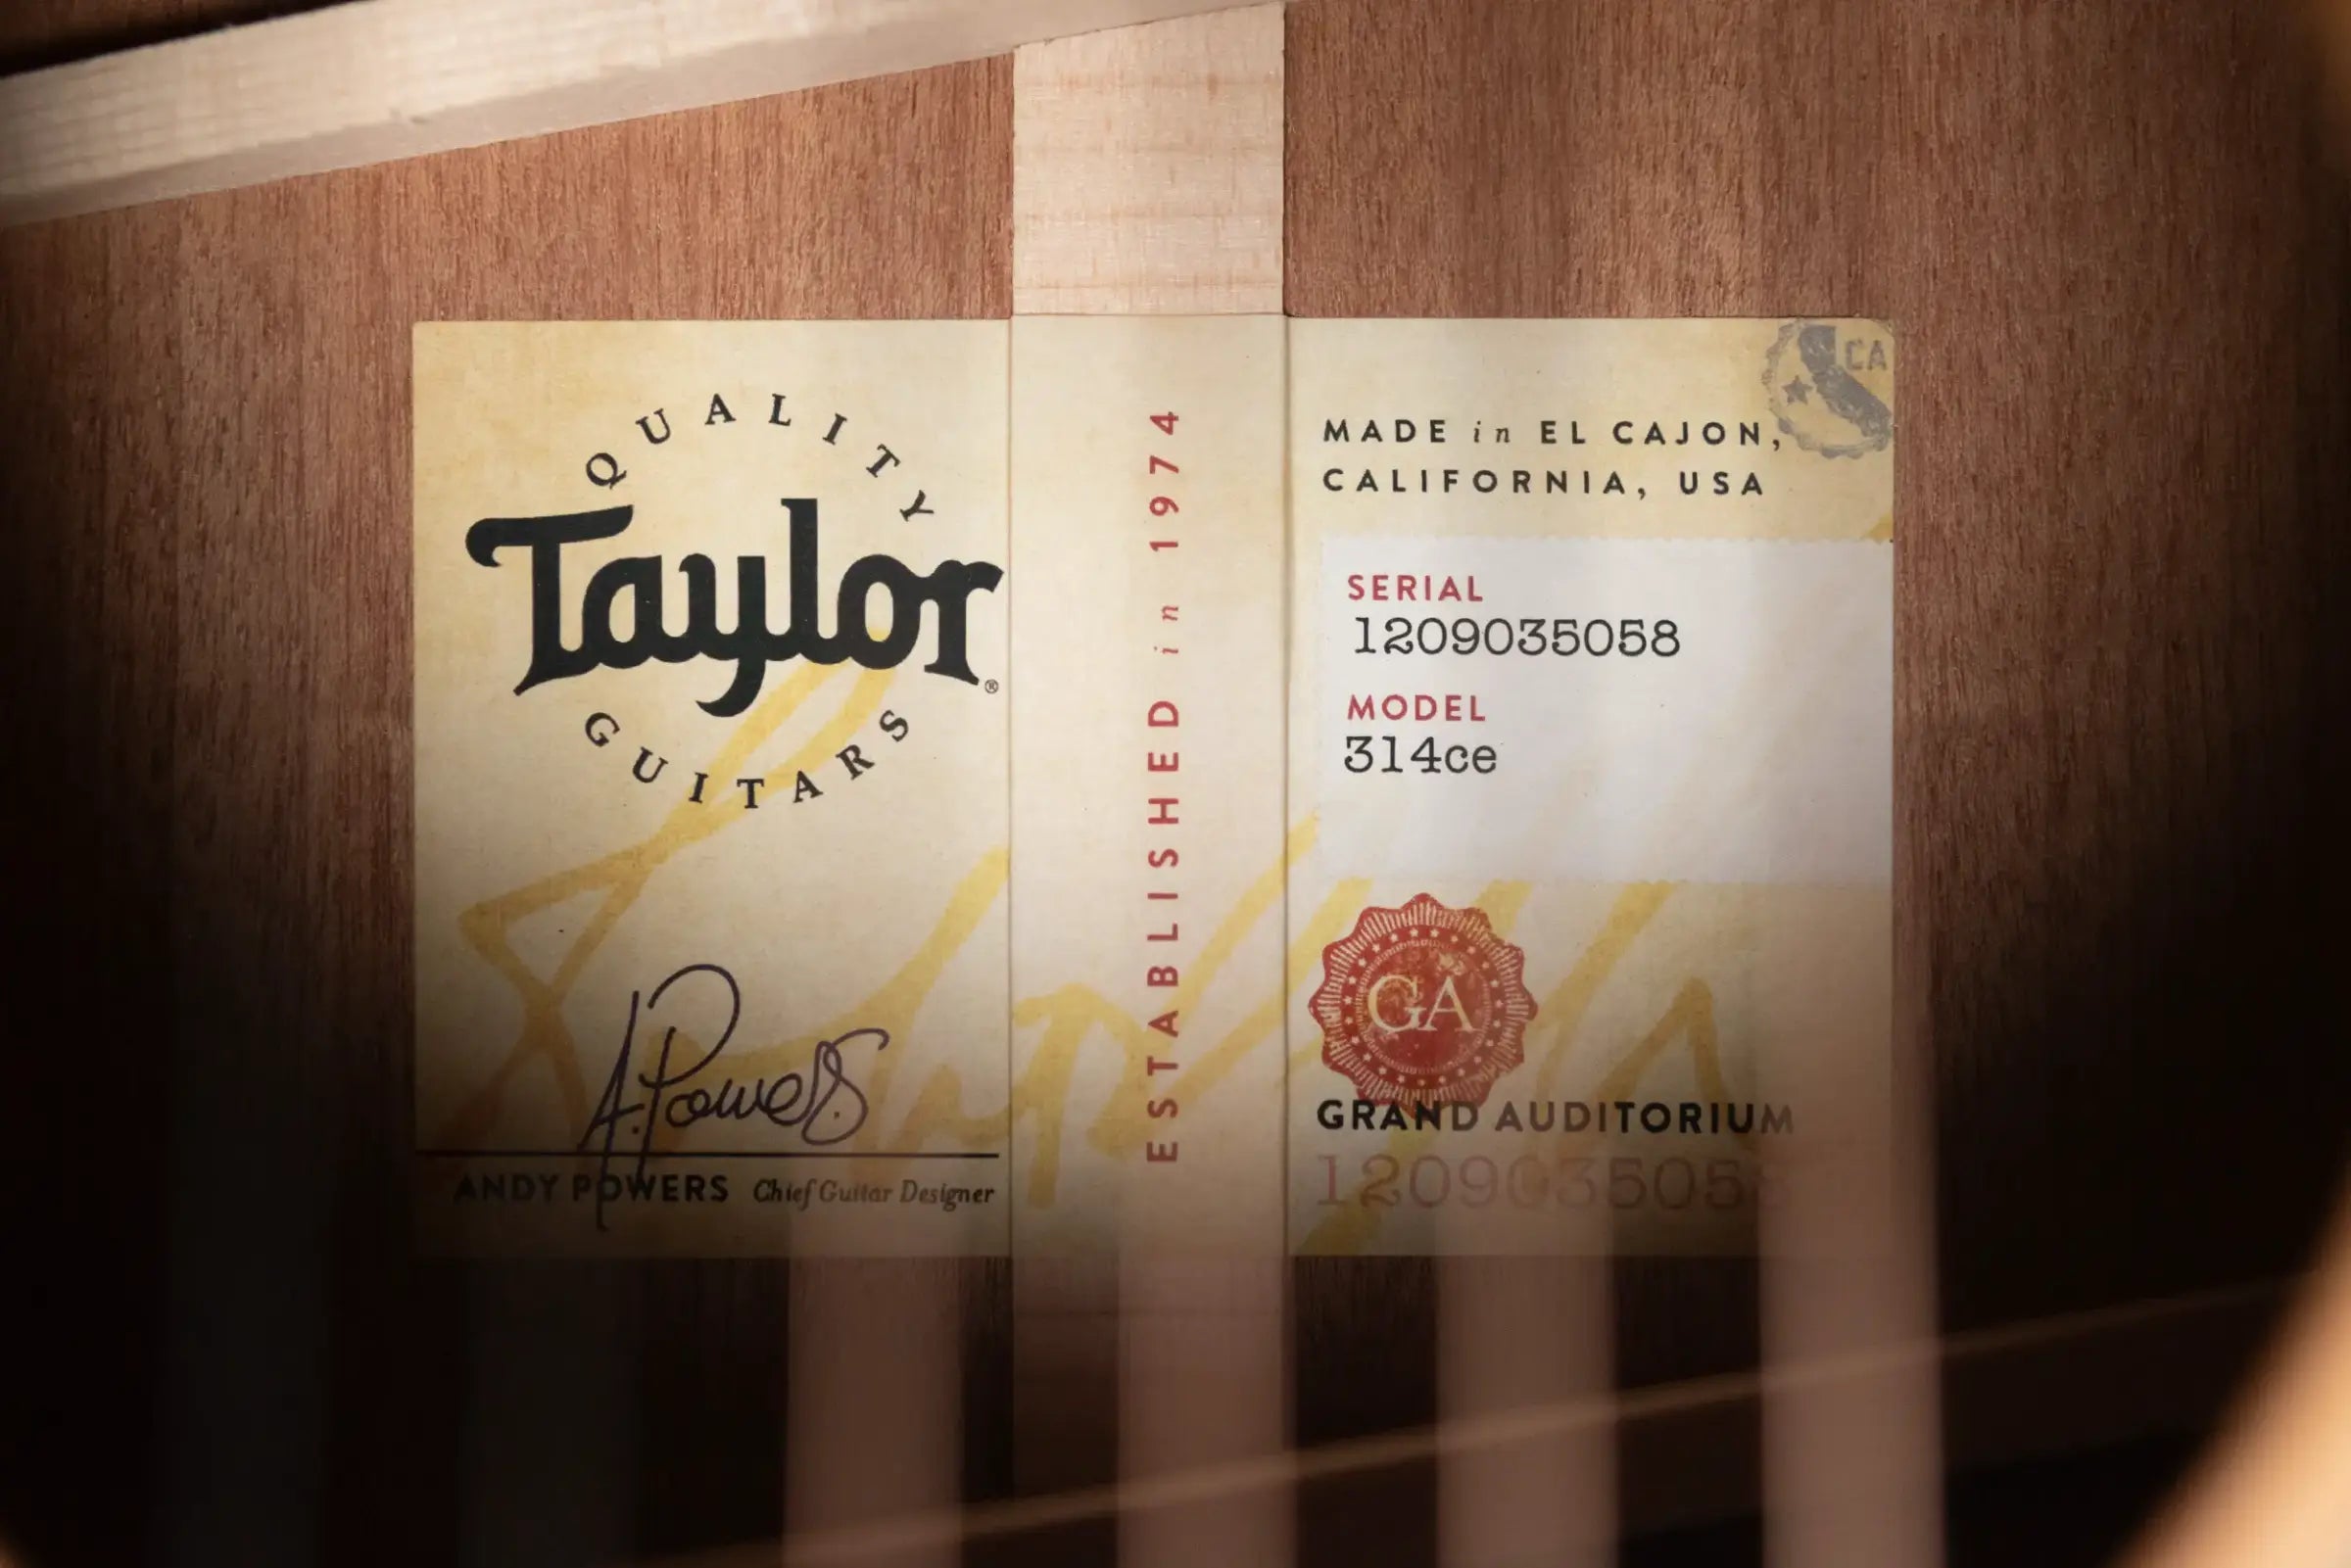 QUALITY
Taylor®
GUITARS
A. Powers
ANDY POWERS Chief Guitar Designer
ESTABLISHED in 1974
CA
MADE in EL CAJON,
CALIFORNIA, USA
SERIAL
1209035058
MODEL
314ce
GA
GRAND AUDITORIUM
1209035058